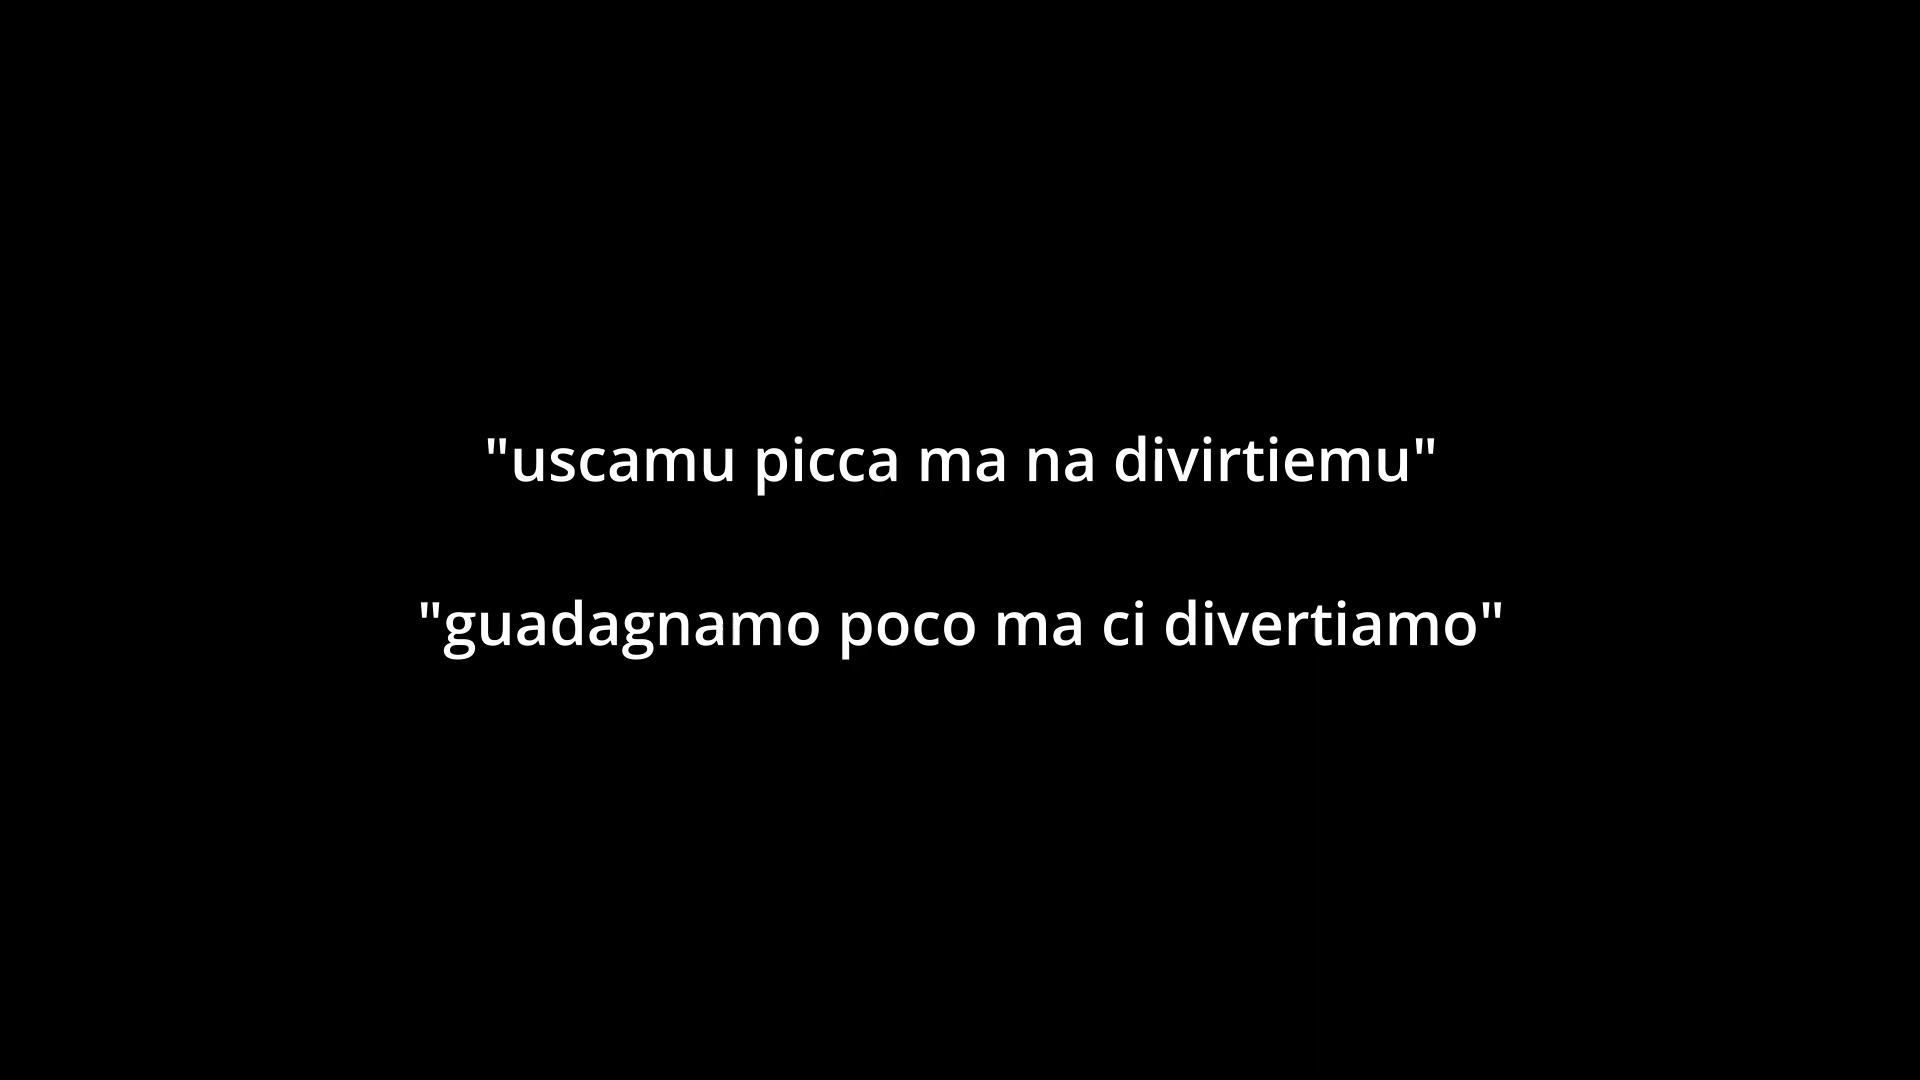 "uscamu picca ma na divirtiemu"
"guadagnamo poco ma ci divertiamo"